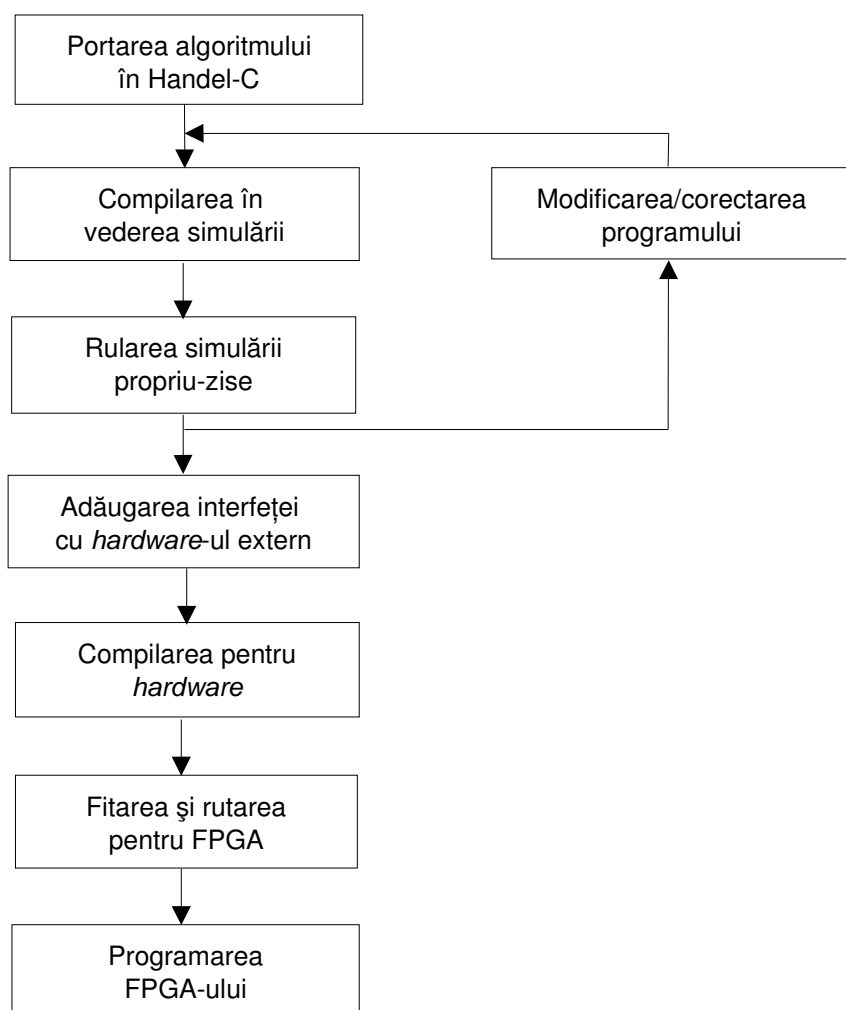 Portarea algoritmului
în Handel-C
Compilarea în
vederea simulării
Modificarea/corectarea
programului
Rularea simulării
propriu-zise
Adăugarea interfeţei
cu hardware-ul extern
Compilarea pentru
hardware
Fitarea şi rutarea
pentru FPGA
Programarea
FPGA-ului